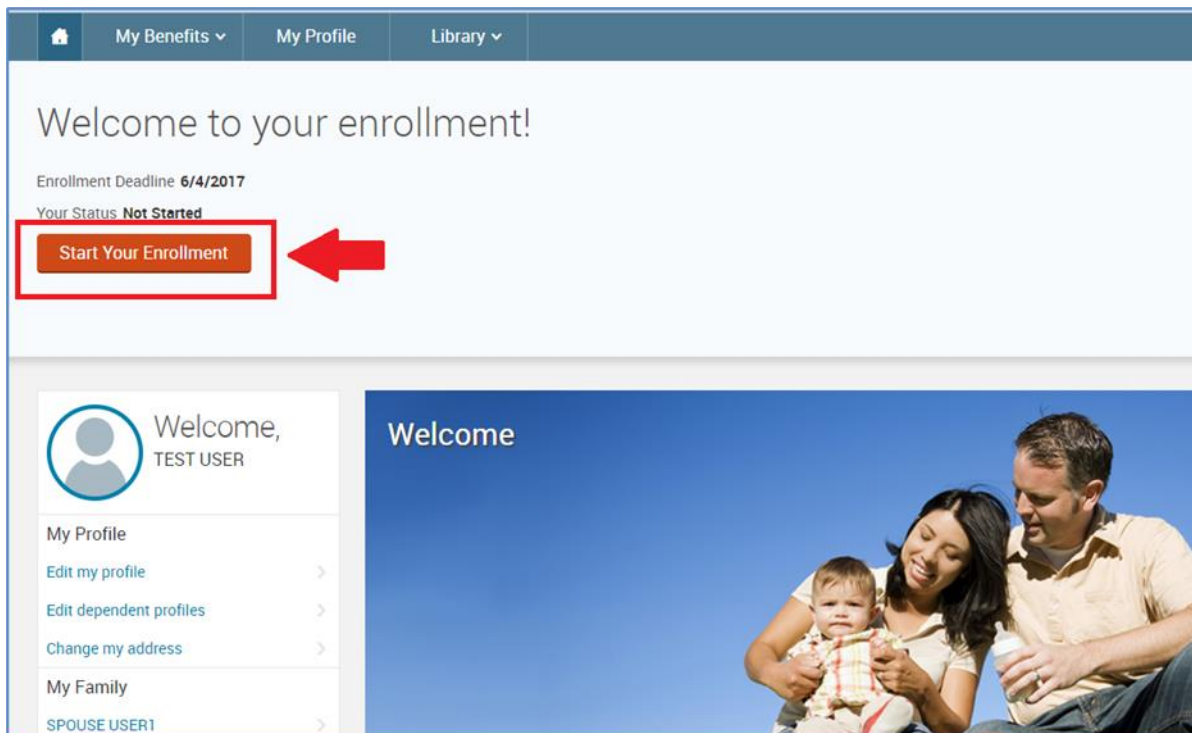 My Benefits My Profile Library
Welcome to your enrollment!
Enrollment Deadline 6/4/2017
Your Status Not Started
Start Your Enrollment
Welcome,
TEST USER
My Profile
Edit my profile
Edit dependent profiles
Change my address
My Family
SPOUSE USER1
Welcome